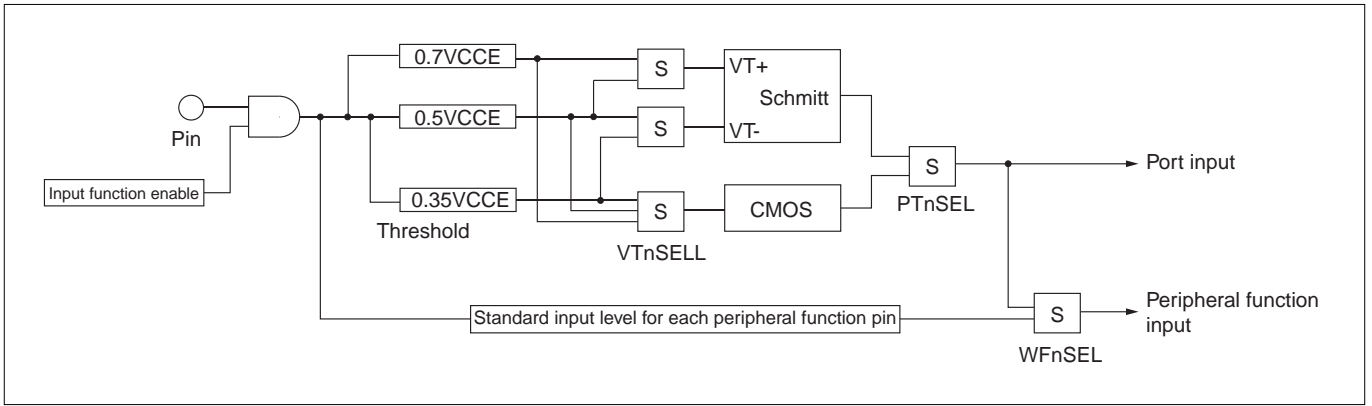 0.7VCCE
S
VT+
Schmitt
0.5VCCE
S
VT-
Pin
S
Port input
Input function enable
0.35VCCE
S
CMOS
PTnSEL
Threshold
VTnSELL
Standard input level for each peripheral function pin
S
Peripheral function
input
WFnSEL